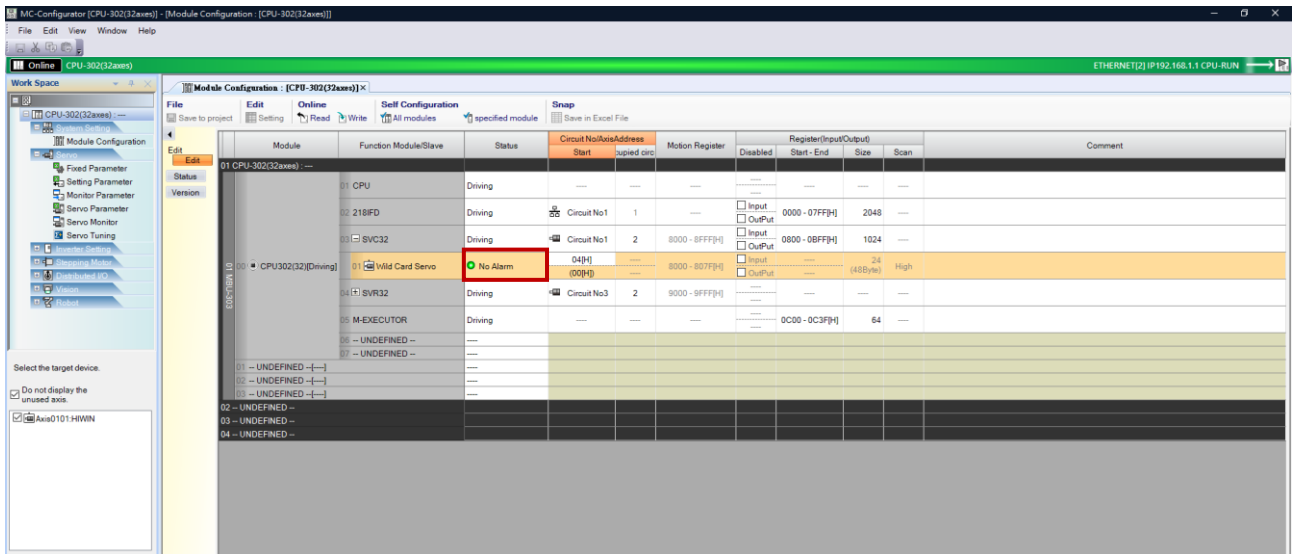 MC-Configurator [CPU-302(32axes)] - [Module Configuration : [CPU-302(32axes)]]
File Edit View Window Help
Online CPU-302(32axes)
ETHERNET[2] IP192.168.1.1 CPU-RUN
Work Space
CPU-302(32axes) : ---
System Setting
Module Configuration
Servo
Fixed Parameter
Setting Parameter
Monitor Parameter
Servo Parameter
Servo Monitor
Servo Tuning
Inverter Setting
Stepping Motor
Distributed I/O
Vision
Robot
Select the target device.
Do not display the
unused axis.
Axis0101:HIWIN
Module Configuration : [CPU-302(32axes)]
File Edit Online Self Configuration Snap
Save to project Setting Read Write All modules specified module Save in Excel File
Edit
Edit
Status
Version
Module Function Module/Slave Status Circuit No/AxisAddress Motion Register Register(Input/Output) Comment
Start cupied circ Disabled Start - End Size Scan
01 CPU-302(32axes) : ---
01 MBU-303
00 CPU302(32)[Driving]
01 CPU Driving ---- ---- ---- ---- ---- ---- ---- ----
02 218IFD Driving Circuit No1 1 ---- Input OutPut 0000 - 07FF[H] 2048 ----
03 SVC32 Driving Circuit No1 2 8000 - 8FFF[H] Input OutPut 0800 - 0BFF[H] 1024 ----
01 Wild Card Servo No Alarm 04[H] (00[H]) ---- ---- 8000 - 807F[H] Input OutPut ---- ---- 24 (48Byte) High
04 SVR32 Driving Circuit No3 2 9000 - 9FFF[H] ---- ---- ---- ---- ----
05 M-EXECUTOR Driving ---- ---- ---- ---- ---- 0C00 - 0C3F[H] 64 ----
06 -- UNDEFINED -- ----
07 -- UNDEFINED -- ----
01 -- UNDEFINED --[----] ----
02 -- UNDEFINED --[----] ----
03 -- UNDEFINED --[----] ----
02 -- UNDEFINED --
03 -- UNDEFINED --
04 -- UNDEFINED --